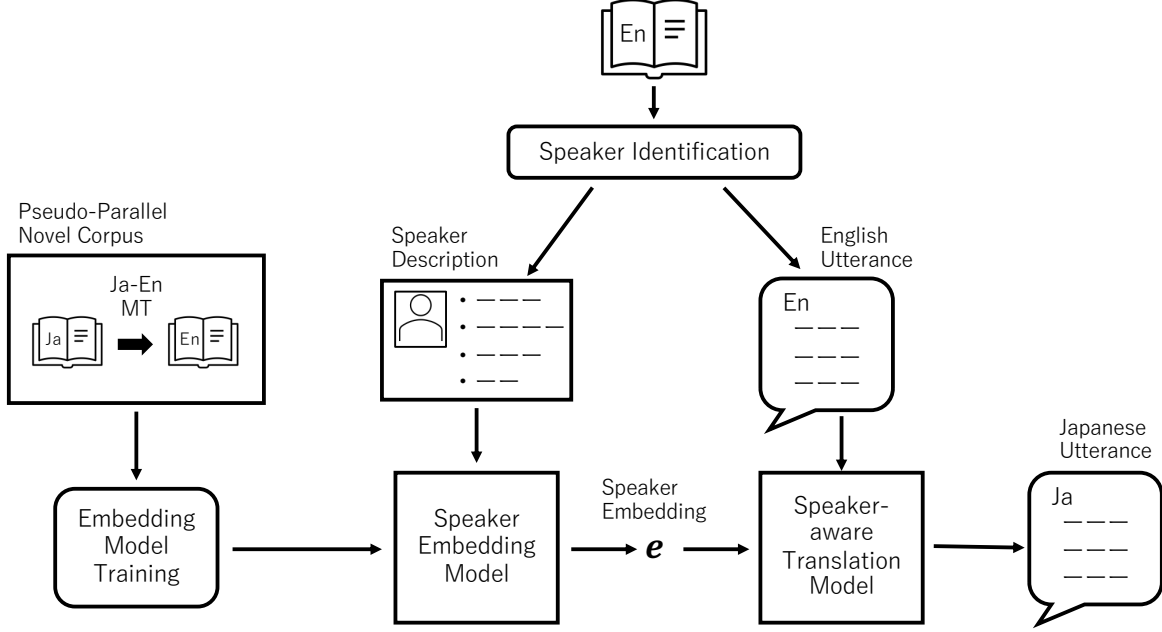 En
Speaker Identification
Pseudo-Parallel
Novel Corpus
Ja-En
MT
Ja
En
Speaker
Description
English
Utterance
En
Japanese
Utterance
Ja
Embedding
Model
Training
Speaker
Embedding
Model
Speaker
Embedding
e
Speaker-
aware
Translation
Model